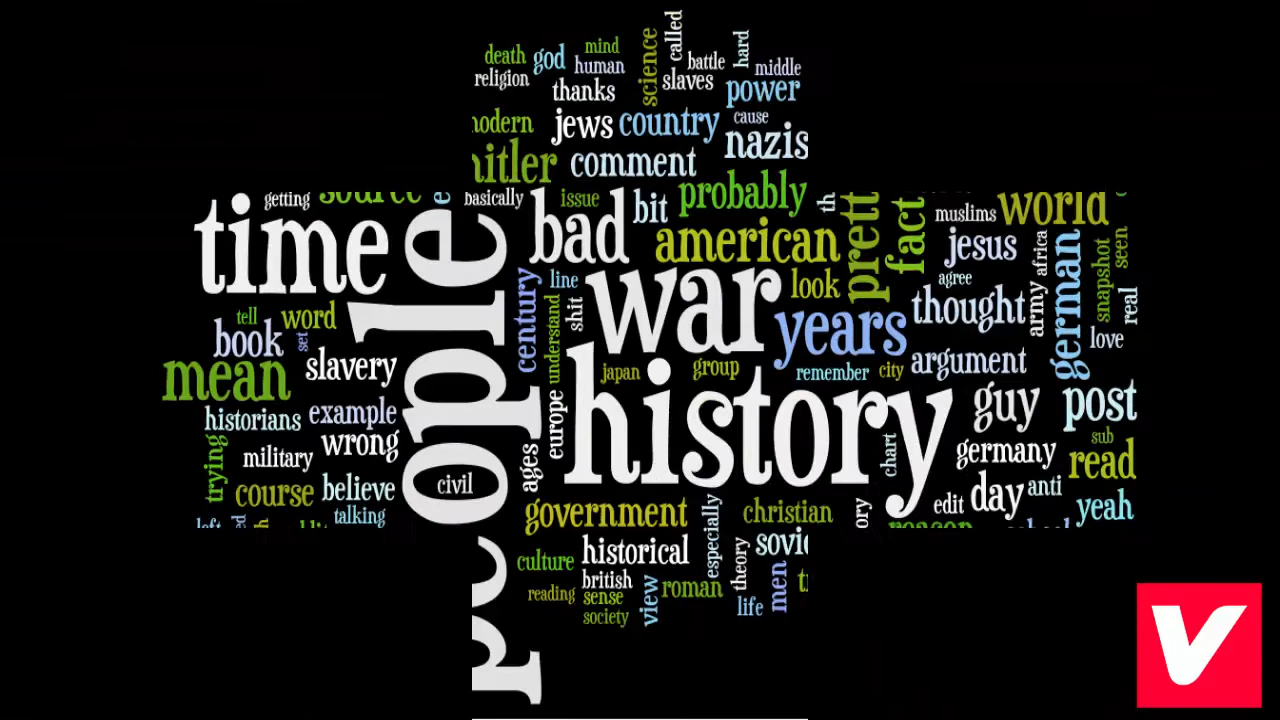 death
god
mind
human
religion
thanks
science
called
slaves
battle
hard
middle
power
cause
jews
country
nazis
comment
getting
source
basically
issue
bit
probably
time
people
bad
american
fact
muslims
world
jesus
africa
seen
snapshot
german
agree
tell
word
book
set
century
line
shit
understand
war
look
years
thought
army
real
love
mean
slavery
japan
group
remember
city
argument
historians
example
europe
history
guy
post
wrong
military
trying
civil
ages
chart
germany
sub
read
course
believe
talking
government
especially
christian
edit
day
anti
yeah
culture
historical
theory
british
reading
sense
society
view
roman
life
men
V